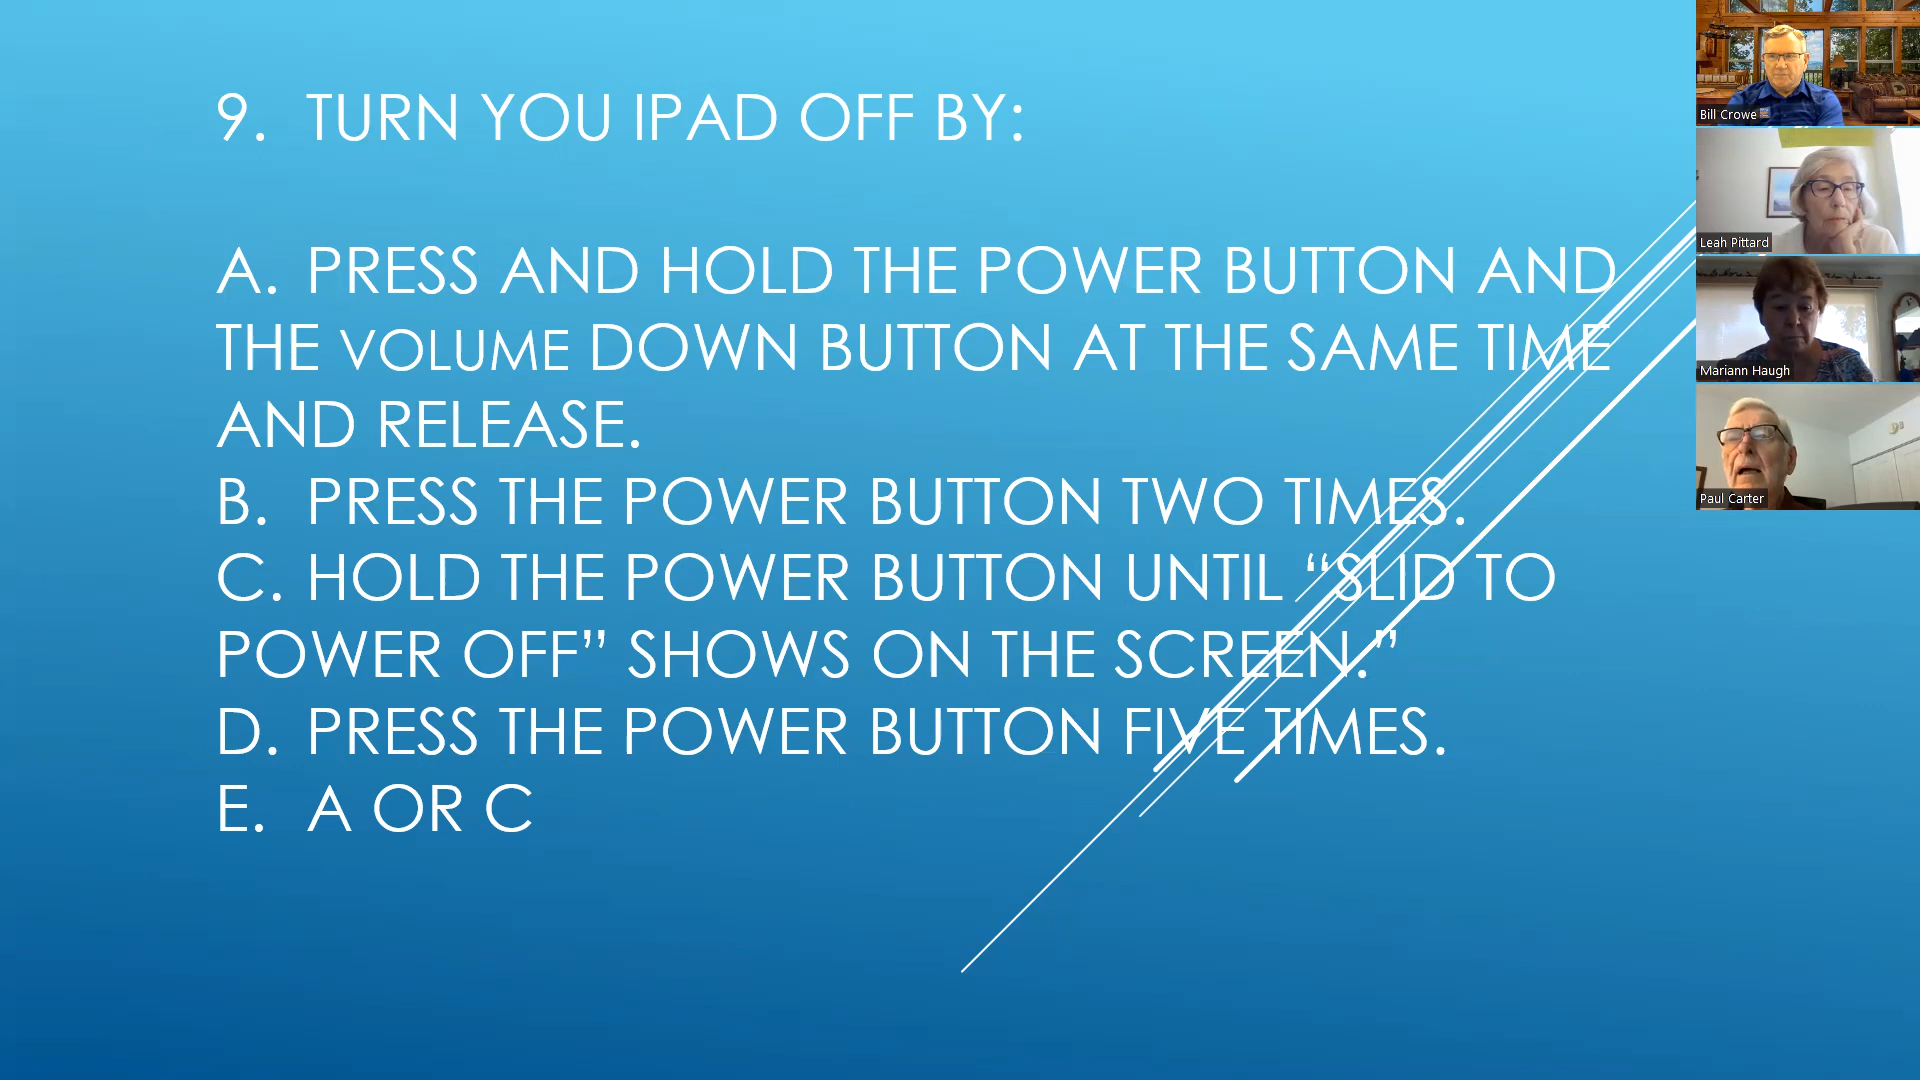 9. TURN YOU IPAD OFF BY:
A. PRESS AND HOLD THE POWER BUTTON AND
THE VOLUME DOWN BUTTON AT THE SAME TIME
AND RELEASE.
B. PRESS THE POWER BUTTON TWO TIMES.
C. HOLD THE POWER BUTTON UNTIL “SLID TO
POWER OFF” SHOWS ON THE SCREEN.”
D. PRESS THE POWER BUTTON FIVE TIMES.
E. A OR C
Bill Crowe
Leah Pittard
Mariann Haugh
Paul Carter